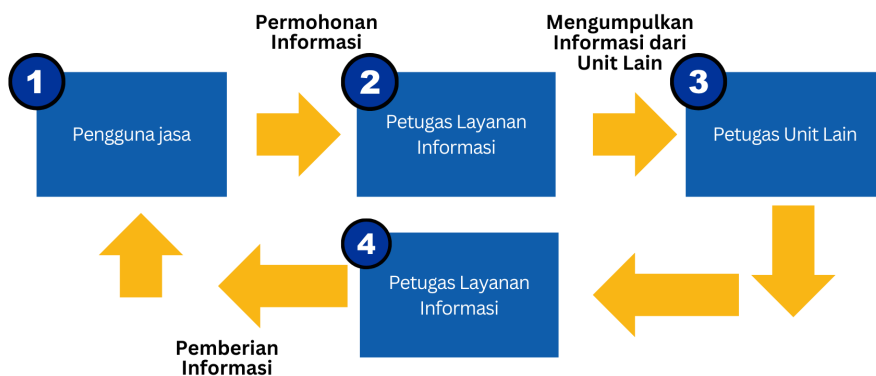 Permohonan
Informasi
Mengumpulkan
Informasi dari
Unit Lain
1
Pengguna jasa
2
Petugas Layanan
Informasi
3
Petugas Unit Lain
4
Petugas Layanan
Informasi
Pemberian
Informasi